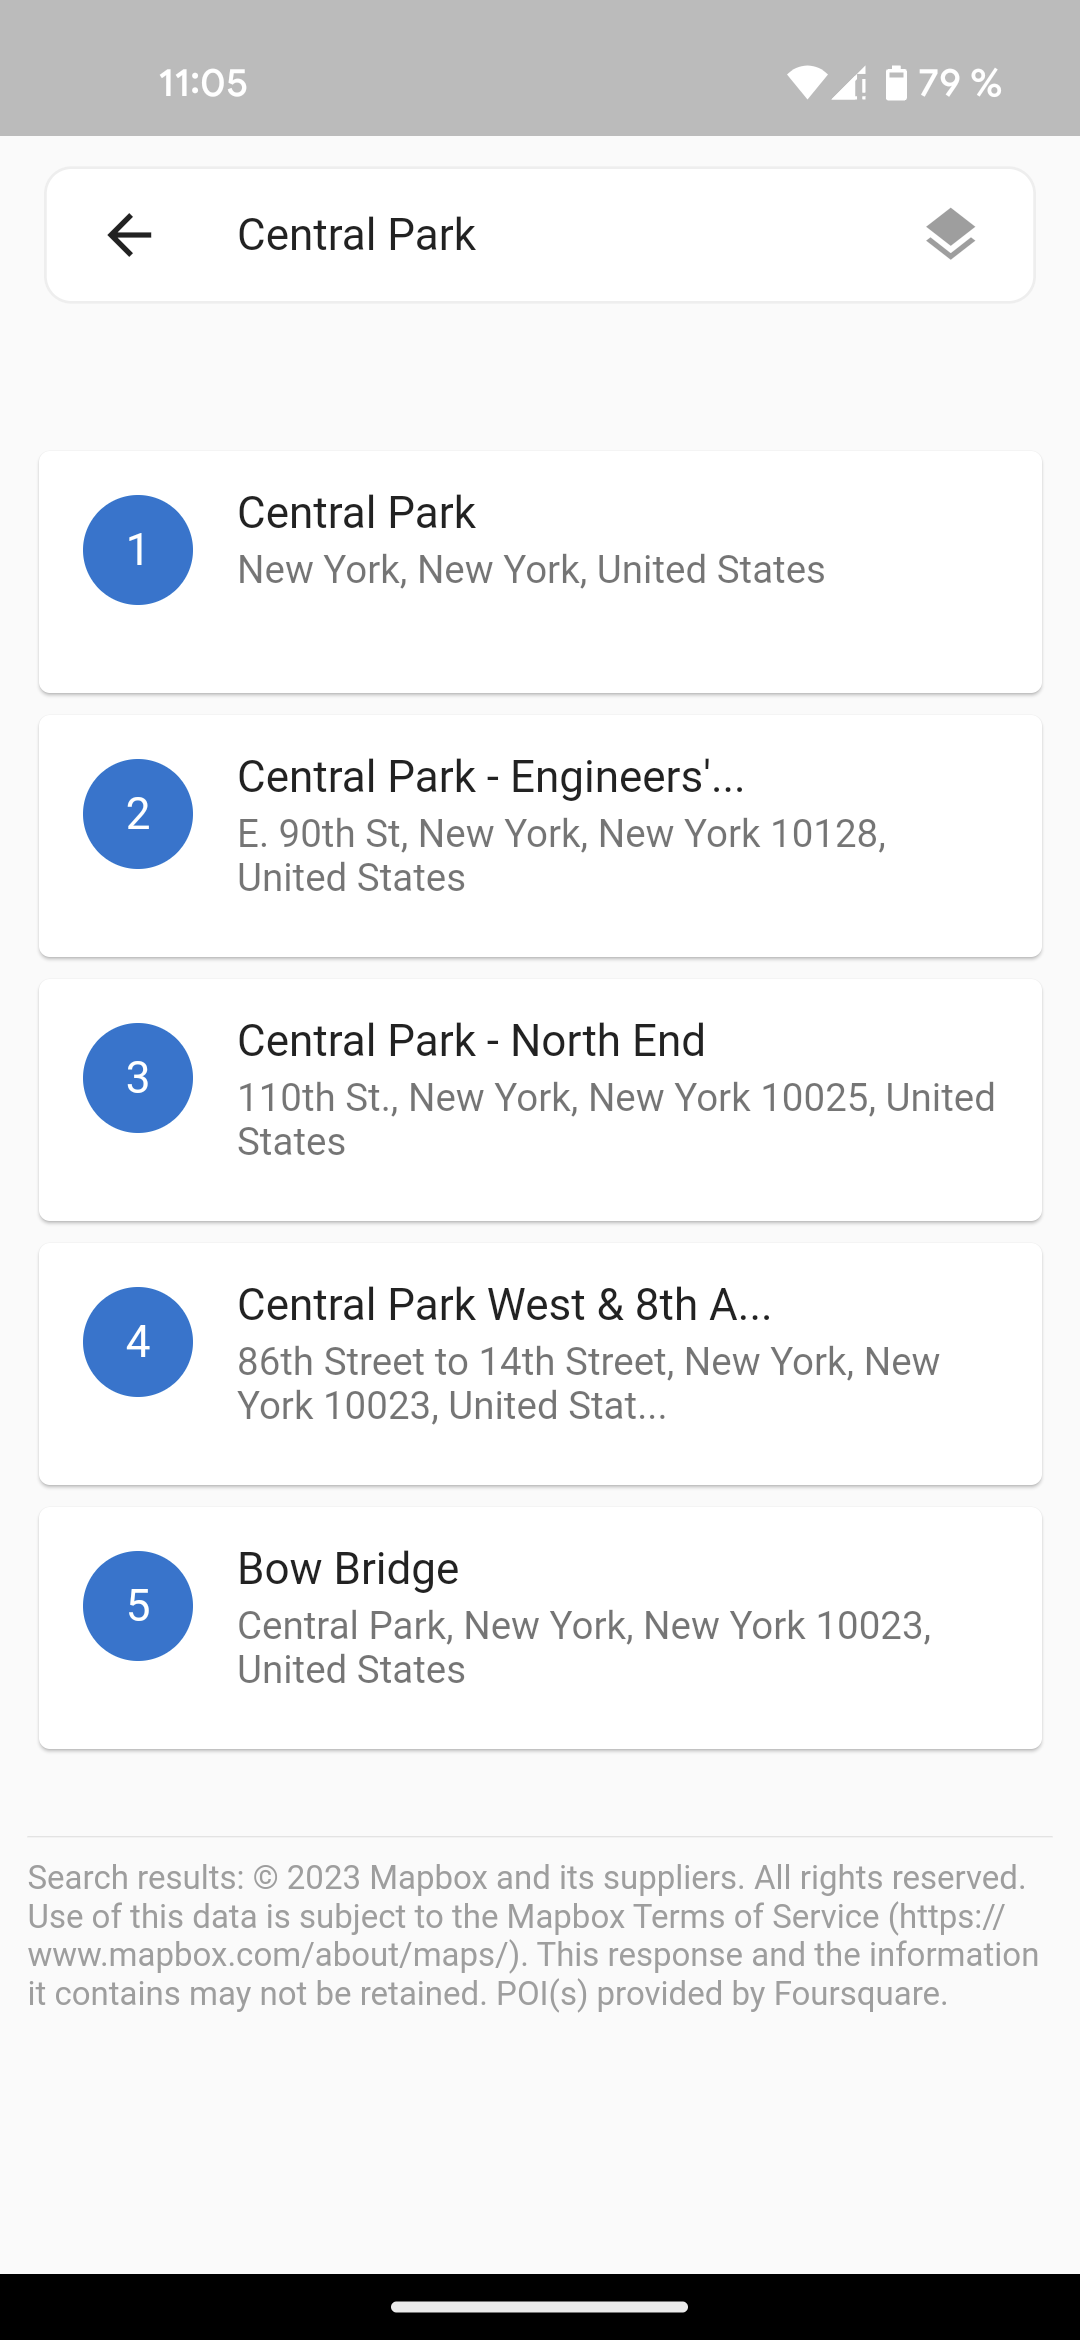 11:05
79 %
Central Park
1
Central Park
New York, New York, United States
2
Central Park - Engineers'...
E. 90th St, New York, New York 10128,
United States
3
Central Park - North End
110th St., New York, New York 10025, United
States
4
Central Park West & 8th A...
86th Street to 14th Street, New York, New
York 10023, United Stat...
5
Bow Bridge
Central Park, New York, New York 10023,
United States
Search results: © 2023 Mapbox and its suppliers. All rights reserved.
Use of this data is subject to the Mapbox Terms of Service (https://
www.mapbox.com/about/maps/). This response and the information
it contains may not be retained. POI(s) provided by Foursquare.